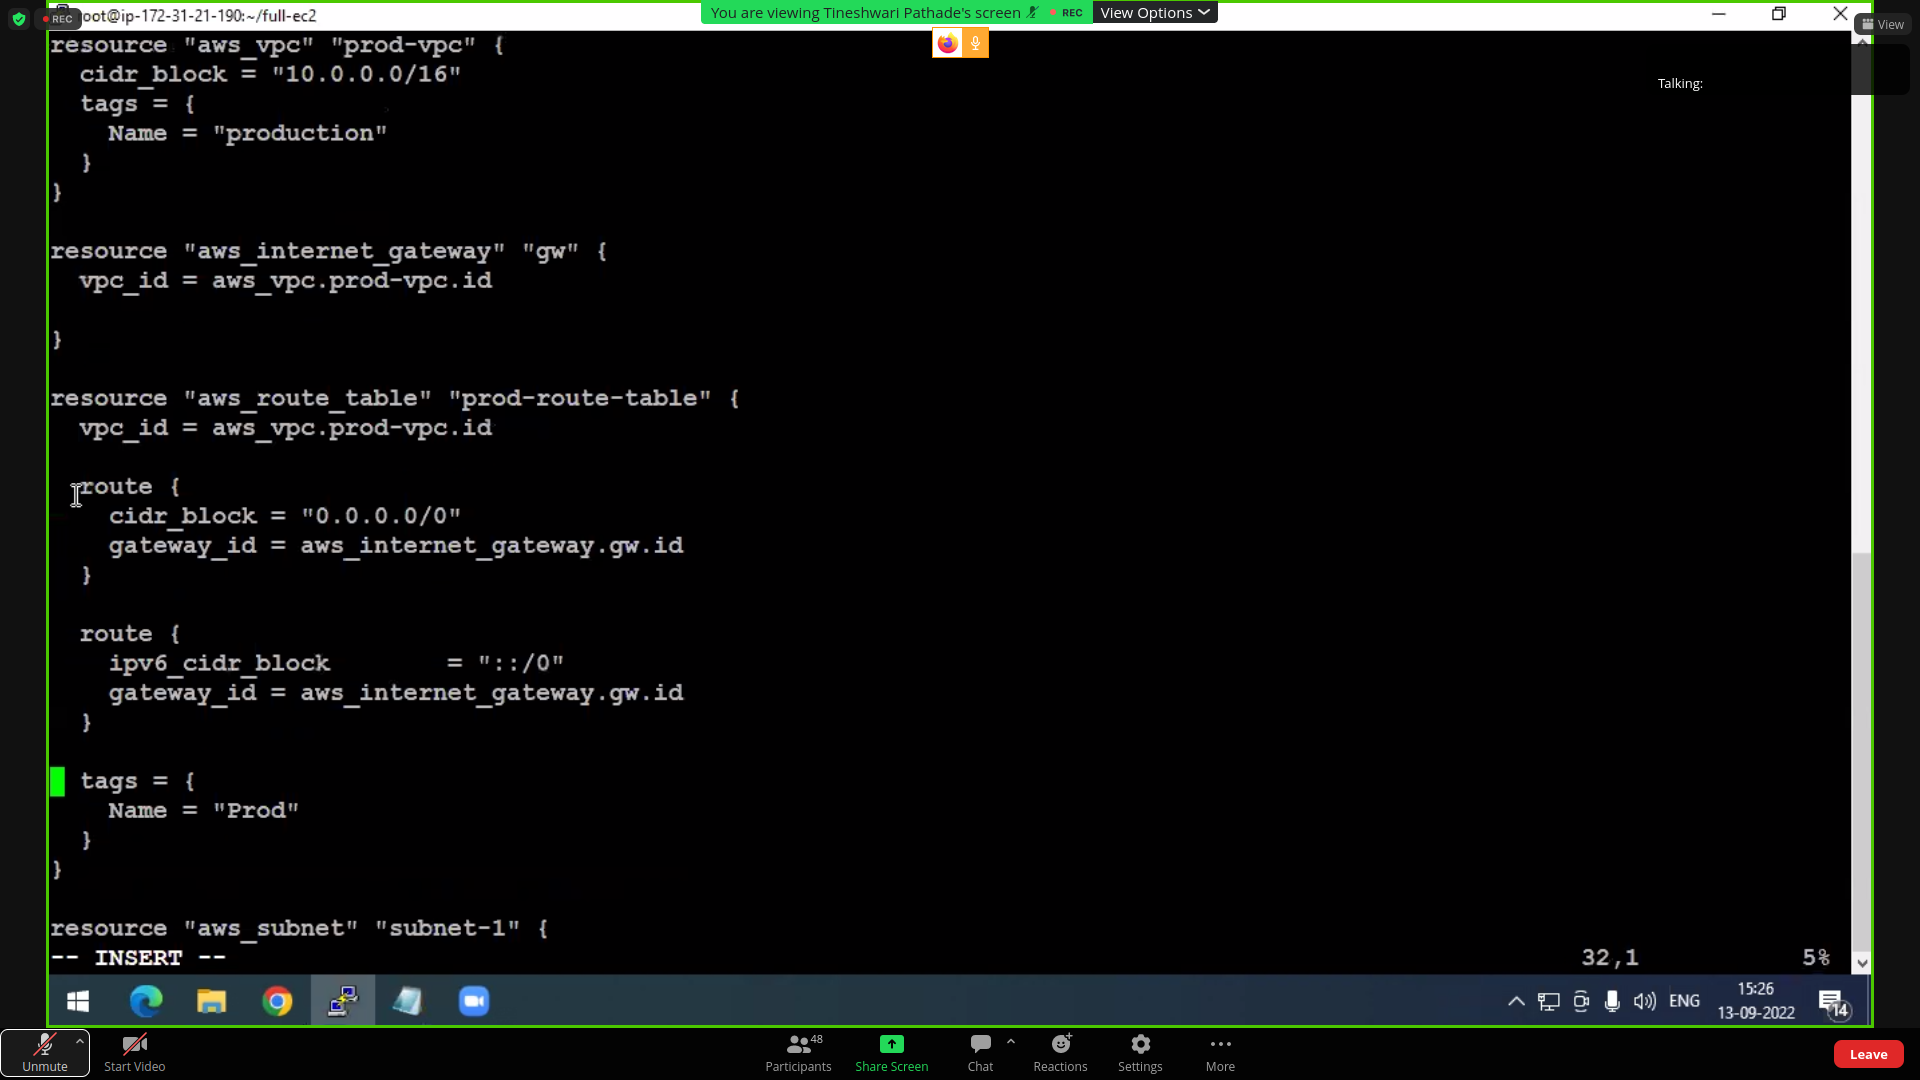 REC
root@ip-172-31-21-190:~/full-ec2
You are viewing Tineshwari Pathade's screen
REC
View Options
View
Talking:
resource "aws_vpc" "prod-vpc" {
  cidr_block = "10.0.0.0/16"
  tags = {
    Name = "production"
  }
}
resource "aws_internet_gateway" "gw" {
  vpc_id = aws_vpc.prod-vpc.id
}
resource "aws_route_table" "prod-route-table" {
  vpc_id = aws_vpc.prod-vpc.id
  route {
    cidr_block = "0.0.0.0/0"
    gateway_id = aws_internet_gateway.gw.id
  }
  route {
    ipv6_cidr_block        = "::/0"
    gateway_id = aws_internet_gateway.gw.id
  }
  tags = {
    Name = "Prod"
  }
}
resource "aws_subnet" "subnet-1" {
-- INSERT --
32,1
5%
ENG
15:26
13-09-2022
14
Unmute
Start Video
Participants
48
Share Screen
Chat
Reactions
Settings
More
Leave